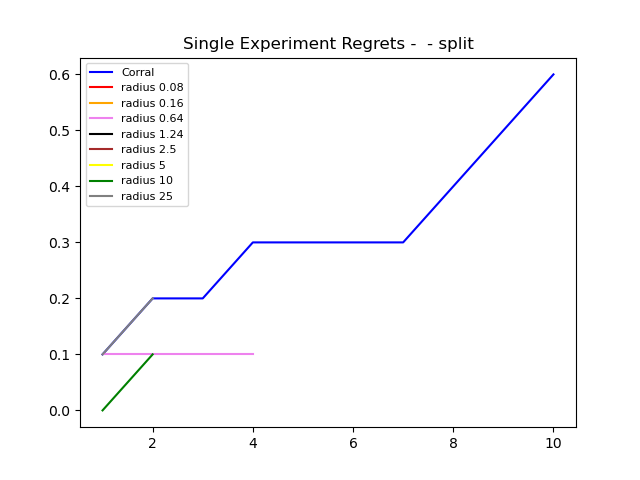 Single Experiment Regrets -  - split
0.6
0.5
0.4
0.3
0.2
0.1
0.0
Corral
radius 0.08
radius 0.16
radius 0.64
radius 1.24
radius 2.5
radius 5
radius 10
radius 25
2 4 6 8 10